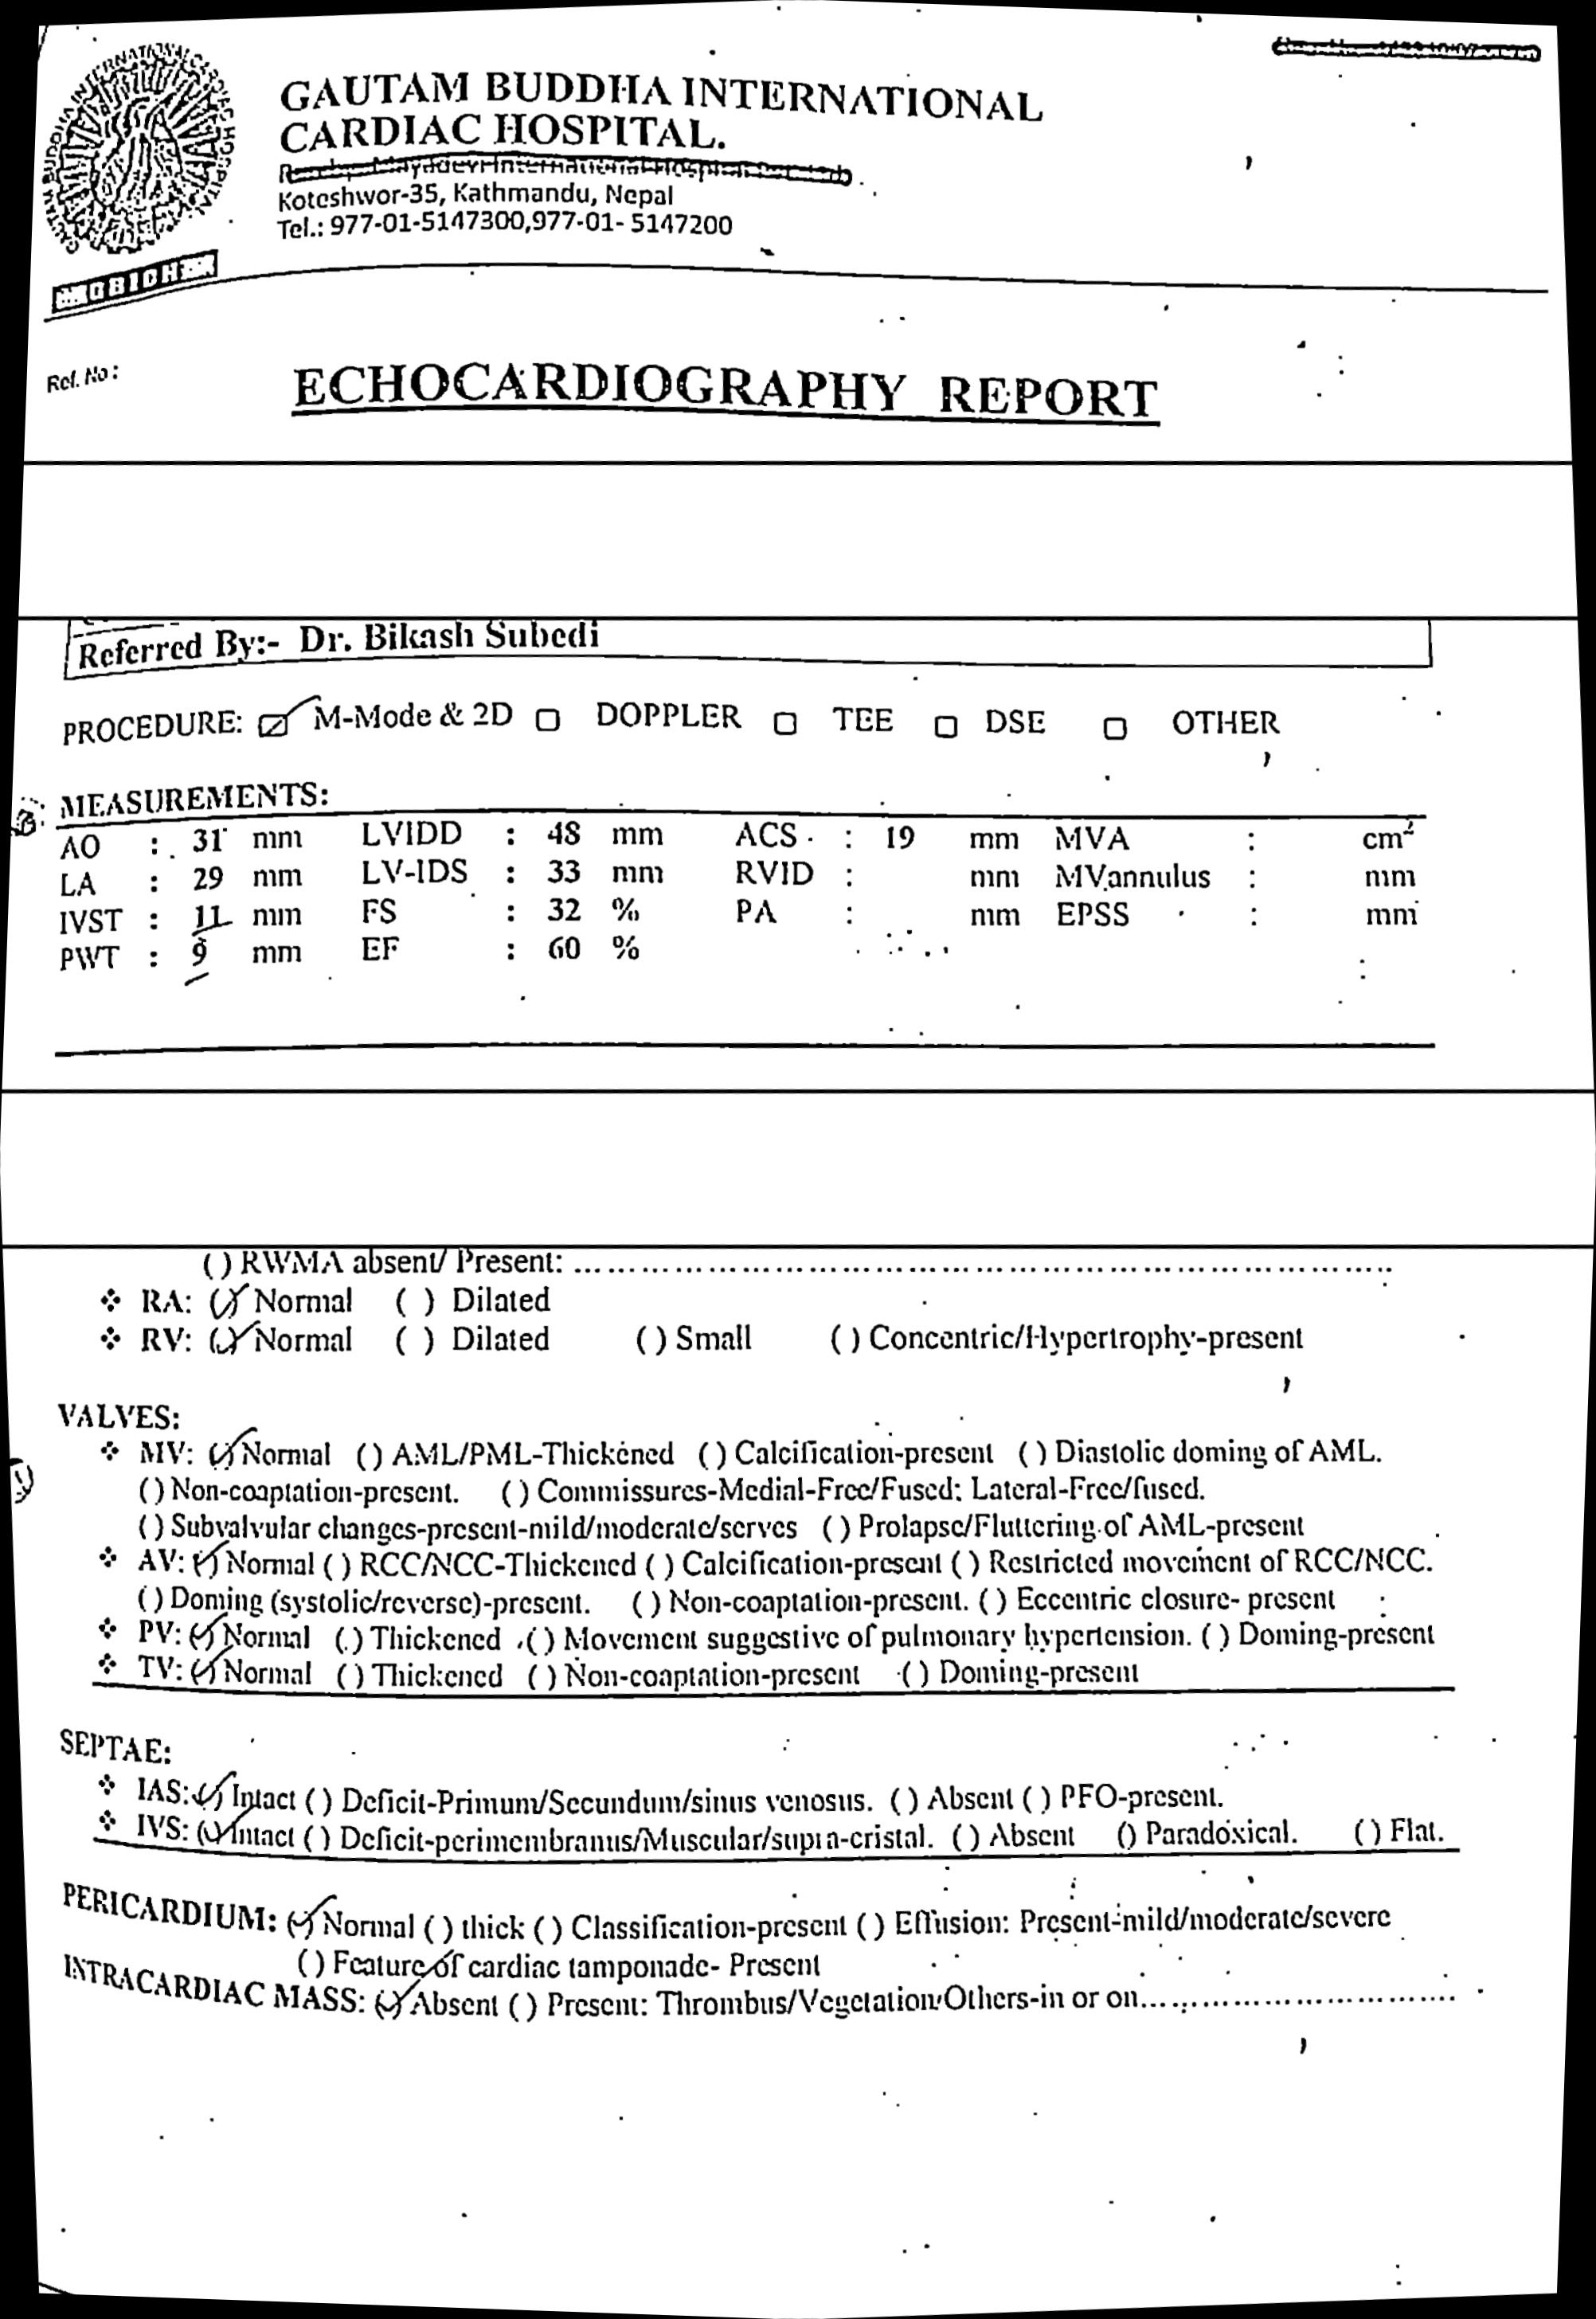 GAUTAM BUDDHA INTERNATIONAL
CARDIAC HOSPITAL.
Koteshwor-35, Kathmandu, Nepal
Tel.: 977-01-5147300,977-01- 5147200
GBICH
Ref. No :
ECHOCARDIOGRAPHY REPORT
Referred By:- Dr. Bikash Subedi
PROCEDURE: ☑ M-Mode & 2D ☐ DOPPLER ☐ TEE ☐ DSE ☐ OTHER
MEASUREMENTS:
AO : 31 mm LVIDD : 48 mm ACS : 19 mm MVA : cm²
LA : 29 mm LV-IDS : 33 mm RVID : mm MVannulus : mm
IVST : 11 mm FS : 32 % PA : mm EPSS : mm
PWT : 9 mm EF : 60 %
( ) RWMA absent/ Present: ................................................................
❖ RA: (✓) Normal ( ) Dilated
❖ RV: (✓) Normal ( ) Dilated ( ) Small ( ) Concentric/Hypertrophy-present
VALVES:
❖ MV: (✓) Normal ( ) AML/PML-Thickened ( ) Calcification-present ( ) Diastolic doming of AML.
( ) Non-coaptation-present. ( ) Commissures-Medial-Free/Fused; Lateral-Free/fused.
( ) Subvalvular changes-present-mild/moderate/serves ( ) Prolapse/Fluttering of AML-present
❖ AV: (✓) Normal ( ) RCC/NCC-Thickened ( ) Calcification-present ( ) Restricted movement of RCC/NCC.
( ) Doming (systolic/reverse)-present. ( ) Non-coaptation-present. ( ) Eccentric closure- present
❖ PV: (✓) Normal ( ) Thickened ( ) Movement suggestive of pulmonary hypertension. ( ) Doming-present
❖ TV: (✓) Normal ( ) Thickened ( ) Non-coaptation-present ( ) Doming-present
SEPTAE:
❖ IAS: (✓) Intact ( ) Deficit-Primum/Secundum/sinus venosus. ( ) Absent ( ) PFO-present.
❖ IVS: (✓) Intact ( ) Deficit-perimembranus/Muscular/supra-cristal. ( ) Absent () Paradoxical. ( ) Flat.
PERICARDIUM: (✓) Normal ( ) thick ( ) Classification-present ( ) Effusion: Present-mild/moderate/severe
( ) Feature of cardiac tamponade- Present
INTRACARDIAC MASS: (✓) Absent ( ) Present: Thrombus/Vegetation/Others-in or on..............................